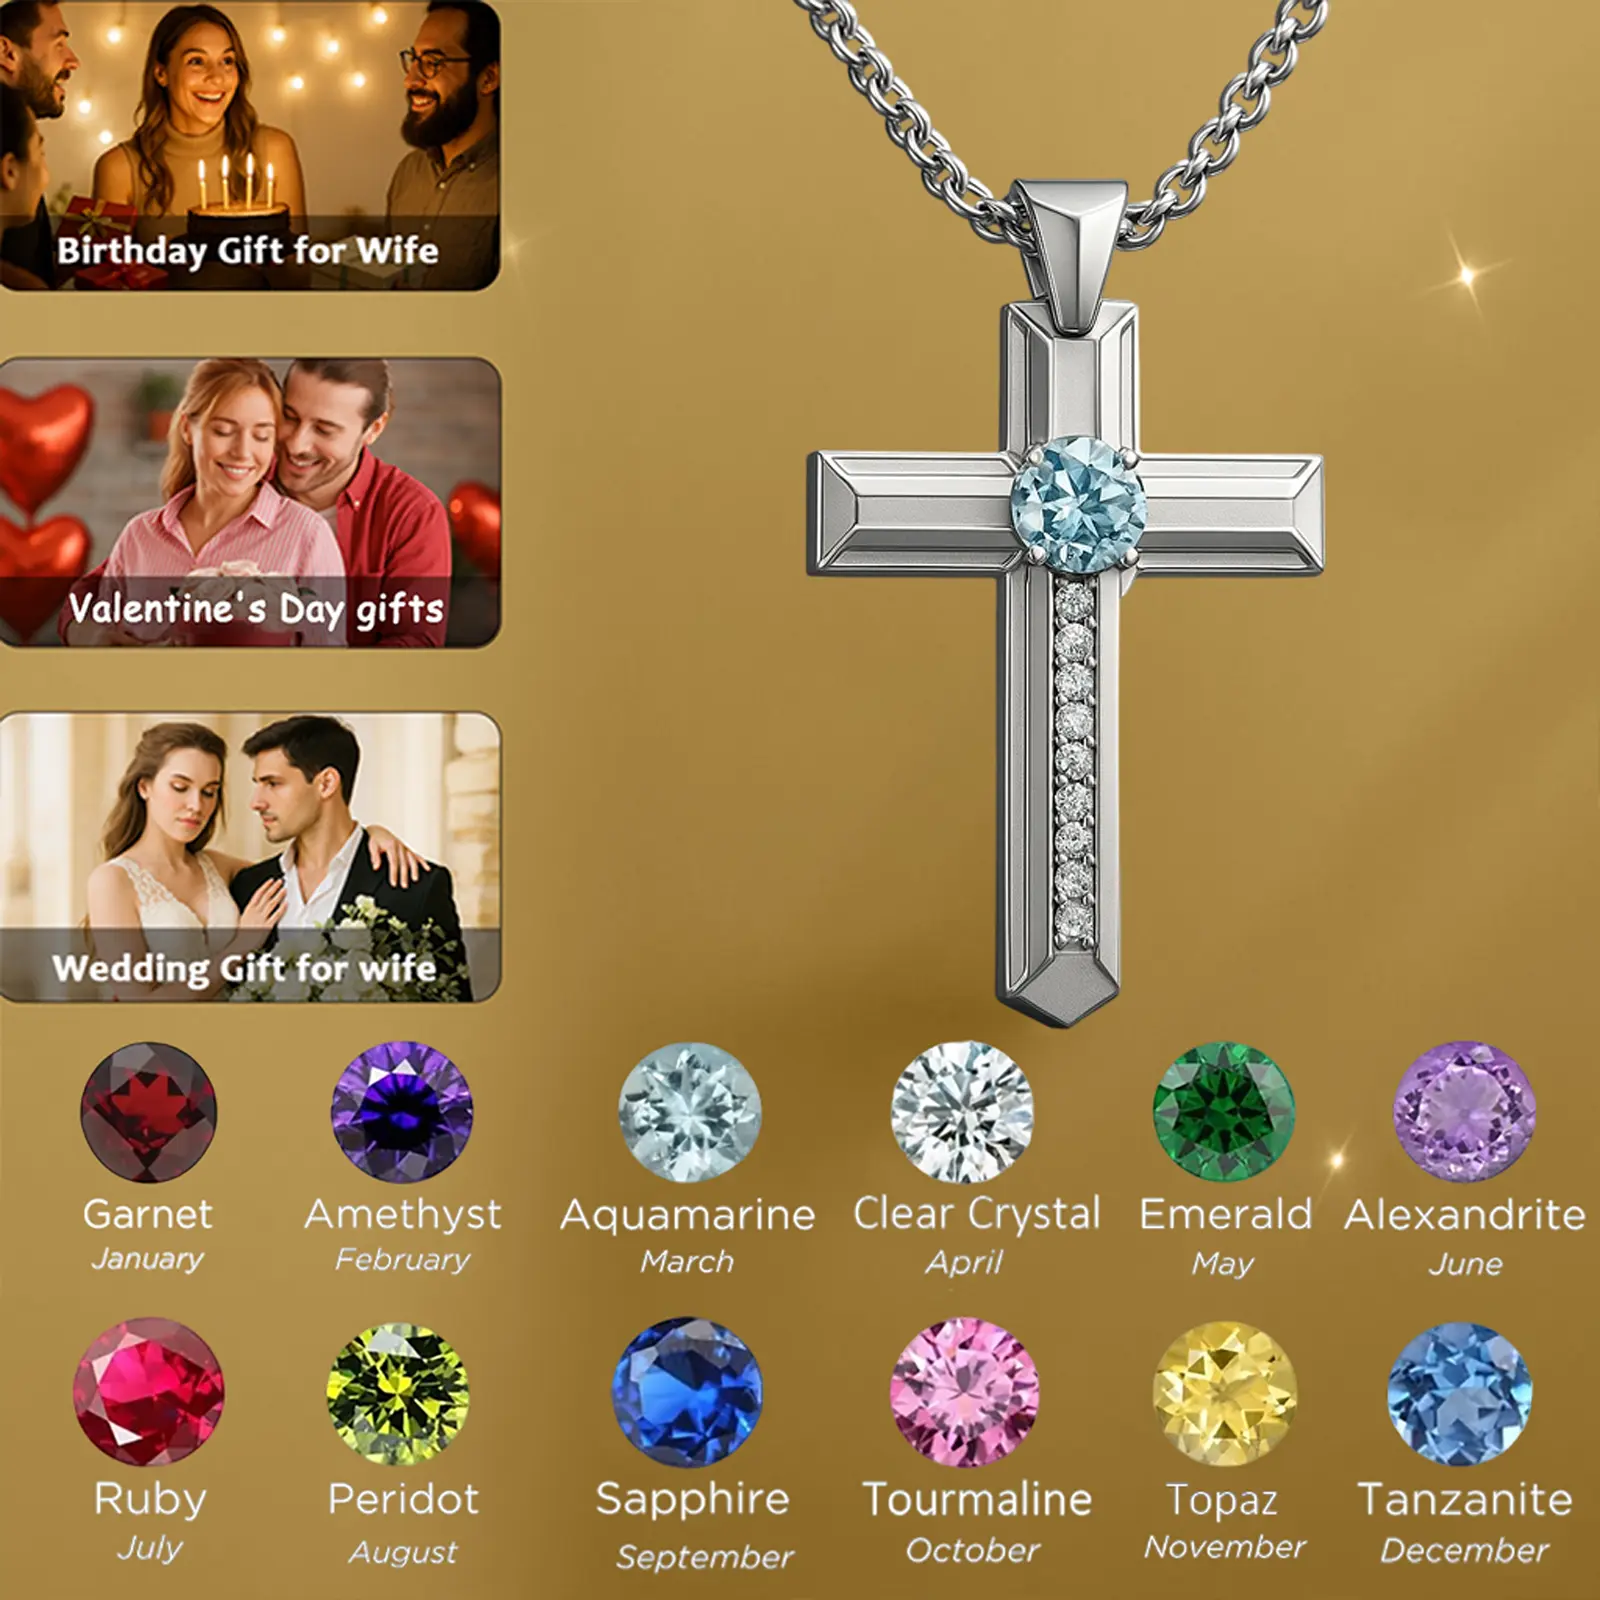 Birthday Gift for Wife
Valentine's Day gifts
Wedding Gift for wife
Garnet
January
Amethyst
February
Aquamarine
March
Clear Crystal
April
Emerald
May
Alexandrite
June
Ruby
July
Peridot
August
Sapphire
September
Tourmaline
October
Topaz
November
Tanzanite
December